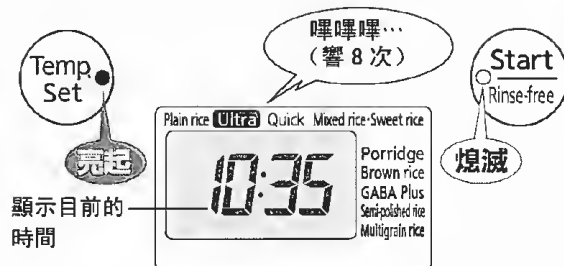 嗶嗶嗶…
（響 8 次）
Temp
Set
Start
Rinse-free
亮起
熄滅
Plain rice Ultra Quick Mixed rice·Sweet rice
10:35
Porridge
Brown rice
GABA Plus
Semi-polished rice
Multigrain rice
顯示目前的
時間